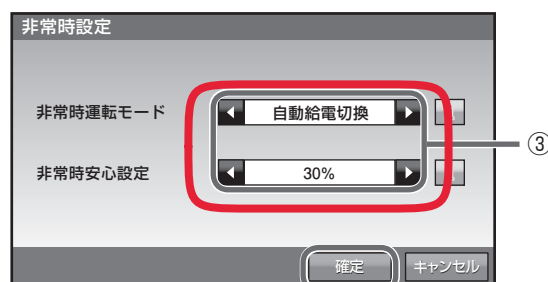 非常時設定
非常時運転モード
自動給電切換
③
非常時安心設定
30%
確定
キャンセル